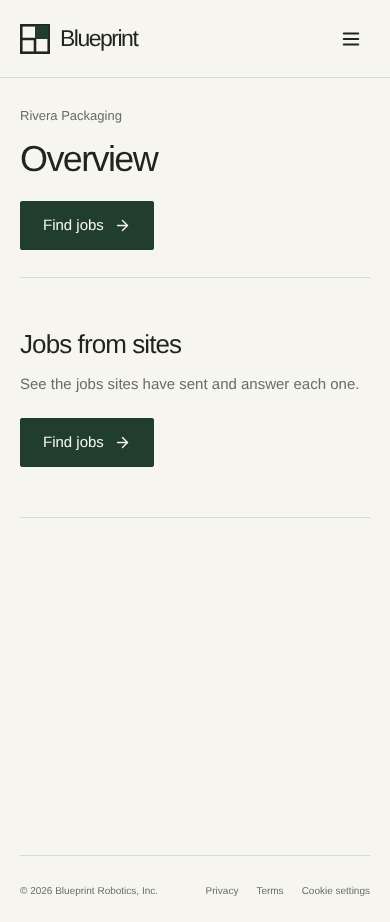 Blueprint
Rivera Packaging
Overview
Find jobs
Jobs from sites
See the jobs sites have sent and answer each one.
Find jobs
© 2026 Blueprint Robotics, Inc. Privacy Terms Cookie settings